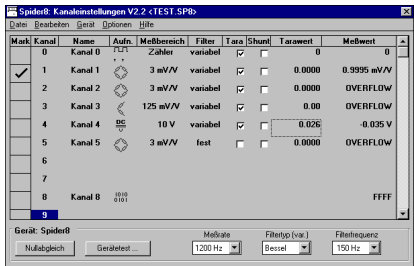 Spider8: Kanaleinstellungen V2.2 <TEST.SP8>
Datei Bearbeiten Gerät Optionen Hilfe
Mark Kanal Name Aufn. Meßbereich Filter Tara Shunt Tarawert Meßwert
0 Kanal 0 Zähler variabel 0 0
1 Kanal 1 3 mV/V variabel 0.0000 0.9995 mV/V
2 Kanal 2 3 mV/V variabel 0.0000 OVERFLOW
3 Kanal 3 125 mV/V variabel 0.00 OVERFLOW
4 Kanal 4 DC 10 V variabel 0.026 -0.035 V
5 Kanal 5 3 mV/V fest 0.0000 OVERFLOW
6
7
8 Kanal 8 1010 0101 FFFF
9
Gerät: Spider8
Meßrate Filtertyp (var.) Filterfrequenz
Nullabgleich Gerätetest ... 1200 Hz Bessel 150 Hz